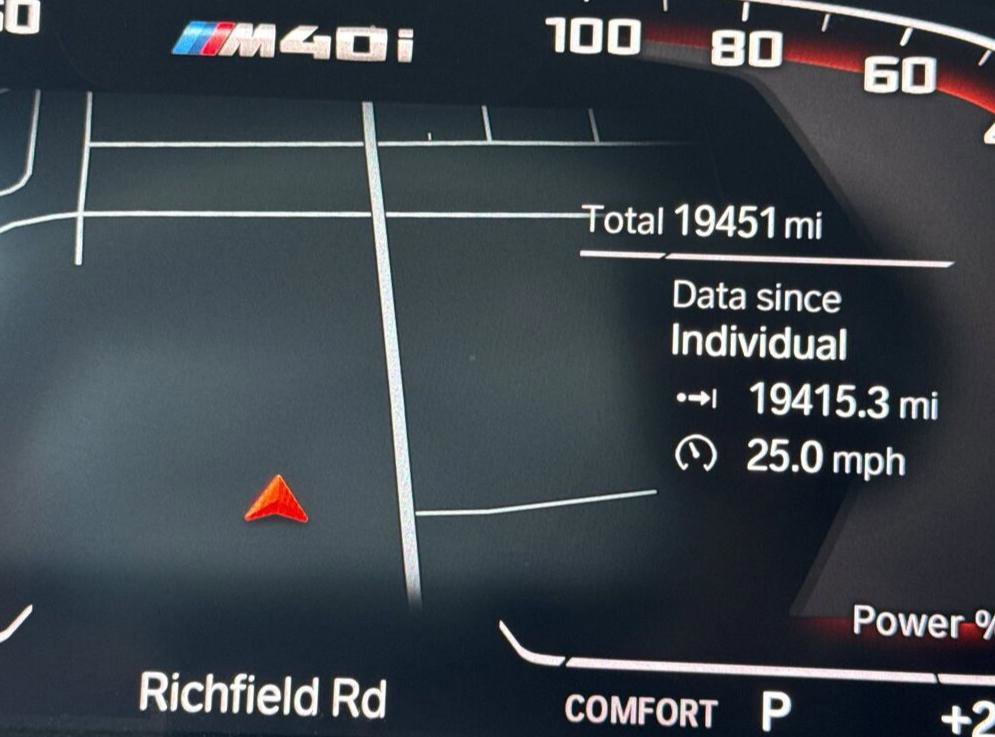 M40i
100
80
60
Total 19451 mi
Data since
Individual
19415.3 mi
25.0 mph
Power %
Richfield Rd
COMFORT P